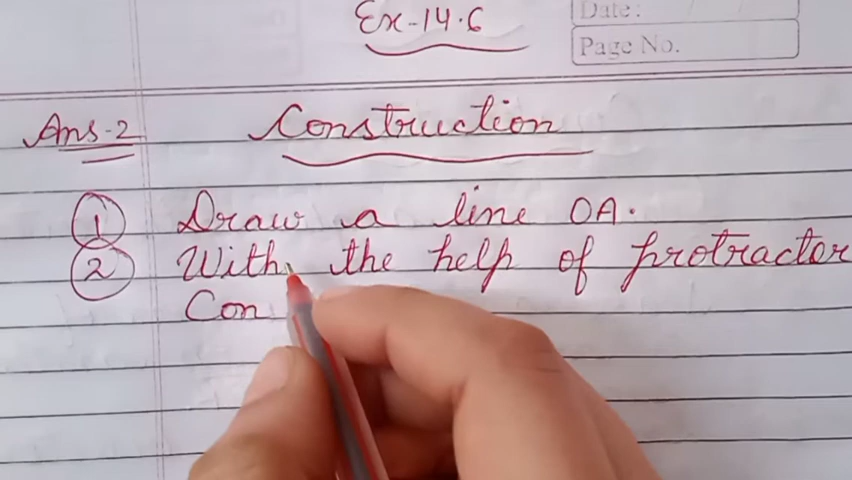 Ex-14.6
Date:
Page No.
Ans-2 Construction
① Draw a line OA.
② With the help of protractor
Con